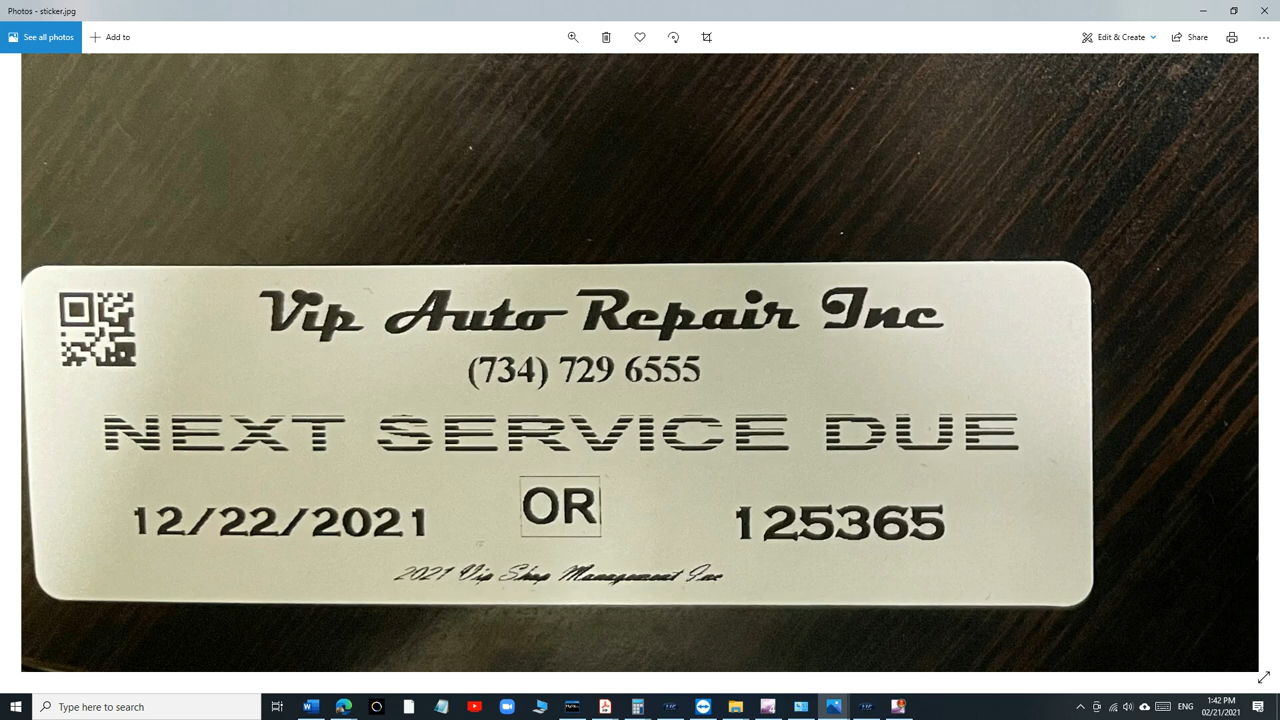 Photos - sticker.jpg
See all photos
Add to
Edit & Create
Share
Vip Auto Repair Inc
(734) 729 6555
NEXT SERVICE DUE
12/22/2021 OR 125365
2021 Vip Shop Management Inc
Type here to search
ENG
1:42 PM
02/21/2021